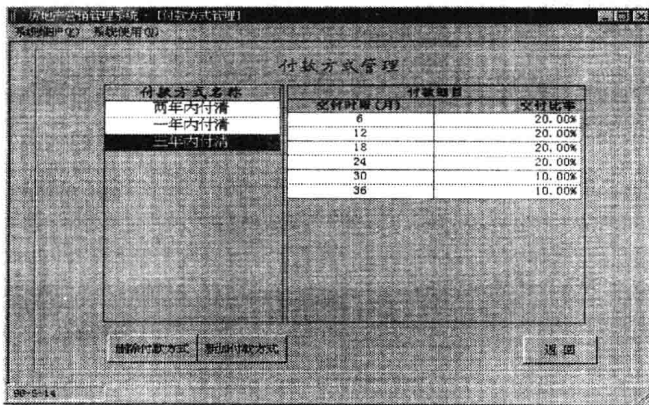 房地产营销管理系统 - [付款方式管理]
系统帐户(Z) 系统使用(U)
付款方式管理
付款方式名称
两年内付清
一年内付清
三年内付清
付款细目
交付时限(月) 交付比率
6 20.00%
12 20.00%
18 20.00%
24 20.00%
30 10.00%
36 10.00%
删除付款方式 新加付款方式 返 回
98-5-14